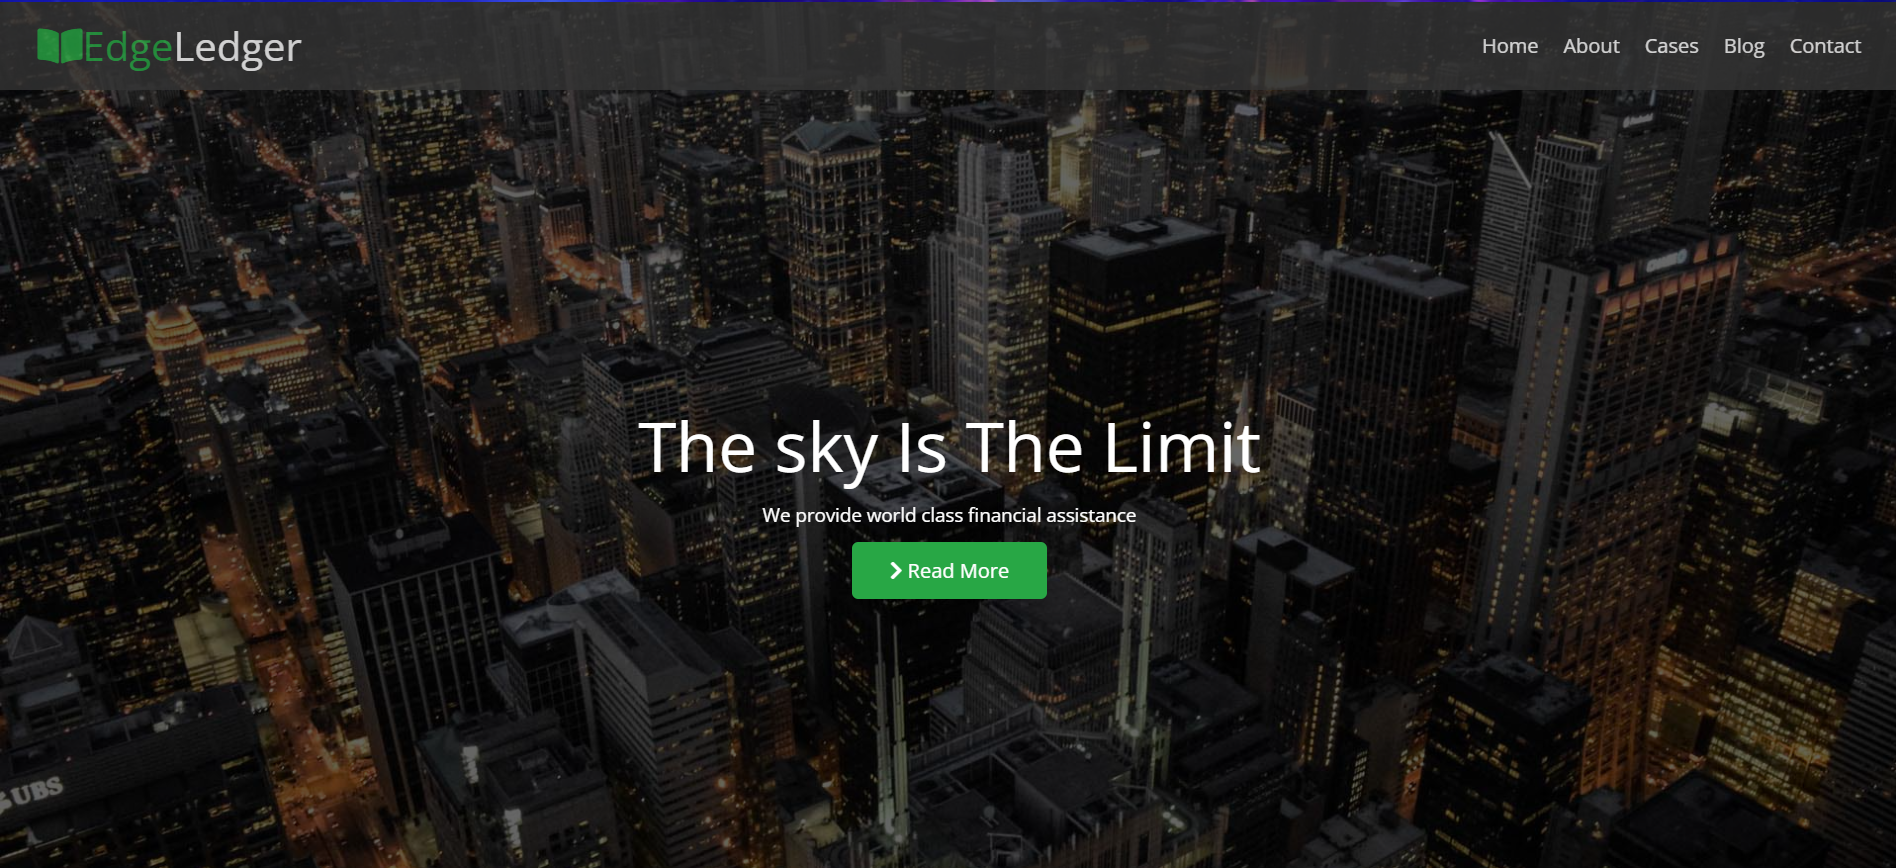 EdgeLedger
Home About Cases Blog Contact
The sky Is The Limit
We provide world class financial assistance
Read More
UBS